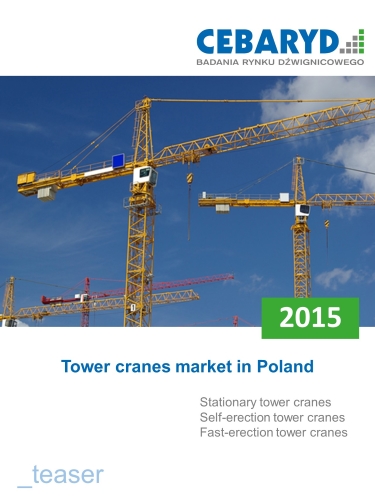 CEBARYD
BADANIA RYNKU DŹWIGNICOWEGO
2015
Tower cranes market in Poland
Stationary tower cranes
Self-erection tower cranes
Fast-erection tower cranes
_teaser